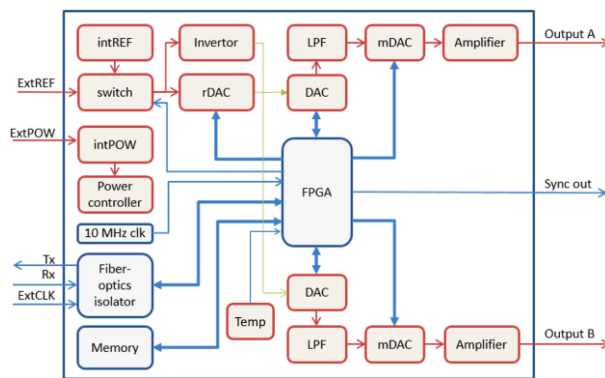 intREF
Invertor
LPF
mDAC
Amplifier
Output A
ExtREF
switch
rDAC
DAC
ExtPOW
intPOW
Power
controller
FPGA
Sync out
10 MHz clk
Tx
Rx
ExtCLK
Fiber-
optics
isolator
DAC
Temp
Memory
LPF
mDAC
Amplifier
Output B